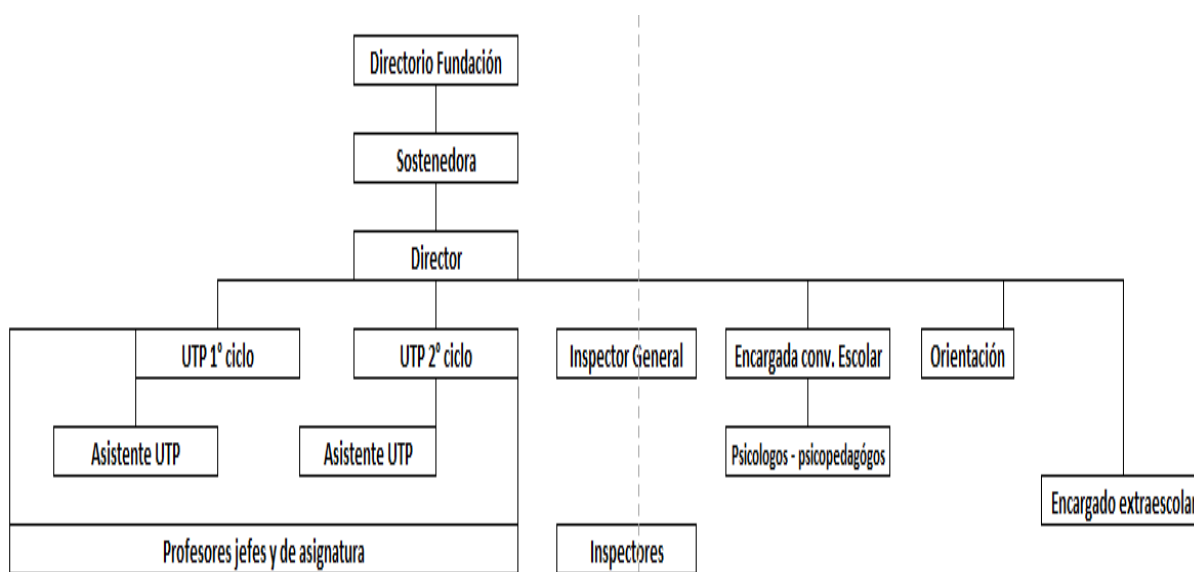 Directorio Fundación
Sostenedora
Director
UTP 1° ciclo
UTP 2° ciclo
Inspector General
Encargada conv. Escolar
Orientación
Asistente UTP
Asistente UTP
Psicologos - psicopedagógos
Encargado extraescolar
Profesores jefes y de asignatura
Inspectores